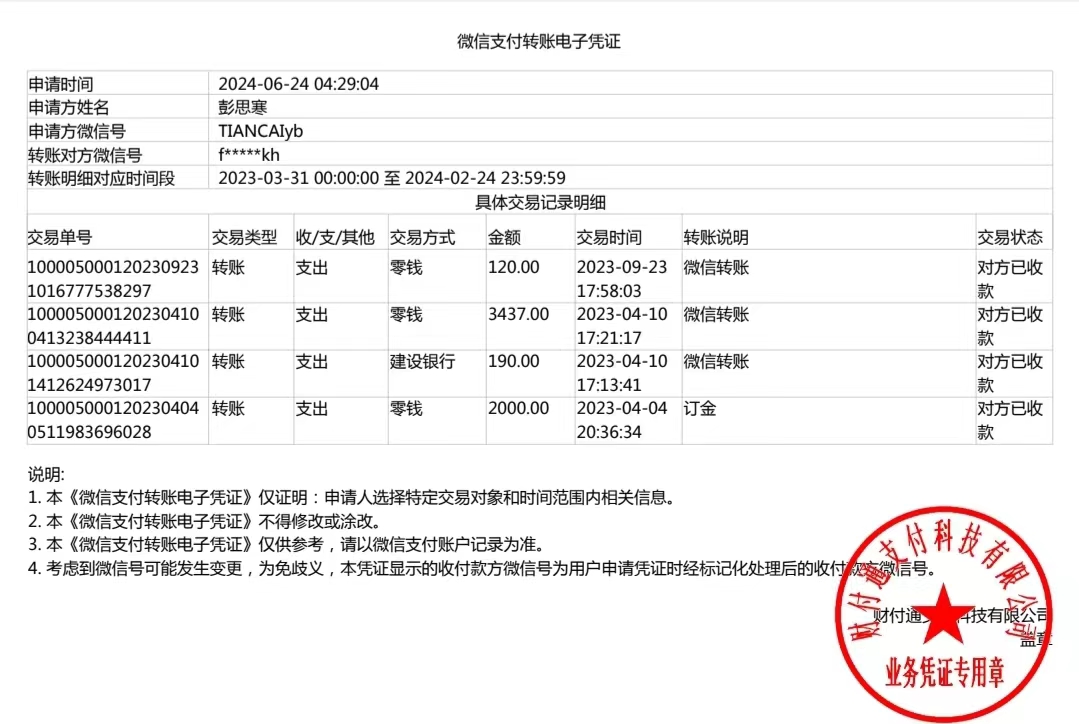 微信支付转账电子凭证
申请时间 2024-06-24 04:29:04
申请方姓名 彭思寒
申请方微信号 TIANCAIyb
转账对方微信号 f*****kh
转账明细对应时间段 2023-03-31 00:00:00 至 2024-02-24 23:59:59
具体交易记录明细
交易单号 交易类型 收/支/其他 交易方式 金额 交易时间 转账说明 交易状态
100005000120230923 转账 支出 零钱 120.00 2023-09-23 微信转账 对方已收
1016777538297 17:58:03 款
100005000120230410 转账 支出 零钱 3437.00 2023-04-10 微信转账 对方已收
0413238444411 17:21:17 款
100005000120230410 转账 支出 建设银行 190.00 2023-04-10 微信转账 对方已收
1412624973017 17:13:41 款
100005000120230404 转账 支出 零钱 2000.00 2023-04-04 订金 对方已收
0511983696028 20:36:34 款
说明:
1. 本《微信支付转账电子凭证》仅证明：申请人选择特定交易对象和时间范围内相关信息。
2. 本《微信支付转账电子凭证》不得修改或涂改。
3. 本《微信支付转账电子凭证》仅供参考，请以微信支付账户记录为准。
4. 考虑到微信号可能发生变更，为免歧义，本凭证显示的收付款方微信号为用户申请凭证时经标记化处理后的收付款方微信号。
财付通支付科技有限公司
盖章
财付通支付科技有限公司
业务凭证专用章